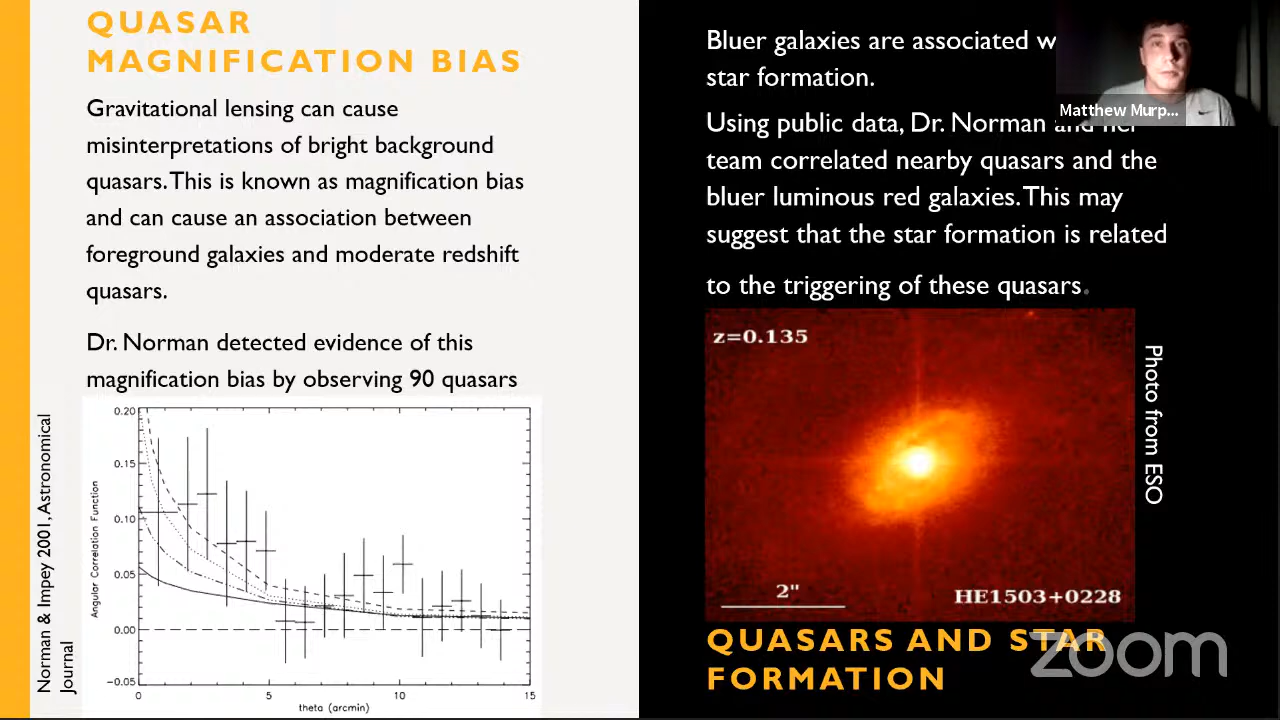 QUASAR
MAGNIFICATION BIAS
Gravitational lensing can cause
misinterpretations of bright background
quasars. This is known as magnification bias
and can cause an association between
foreground galaxies and moderate redshift
quasars.
Dr. Norman detected evidence of this
magnification bias by observing 90 quasars
Norman & Impey 2001, Astronomical
Journal
Angular Correlation Function
0.20
0.15
0.10
0.05
0.00
-0.05
0 5 10 15
theta (arcmin)
Bluer galaxies are associated
star formation.
Using public data, Dr. Norman and her
team correlated nearby quasars and the
bluer luminous red galaxies. This may
suggest that the star formation is related
to the triggering of these quasars.
Matthew Murp...
z=0.135
2"
HE1503+0228
Photo from ESO
QUASARS AND STAR
FORMATION
zoom